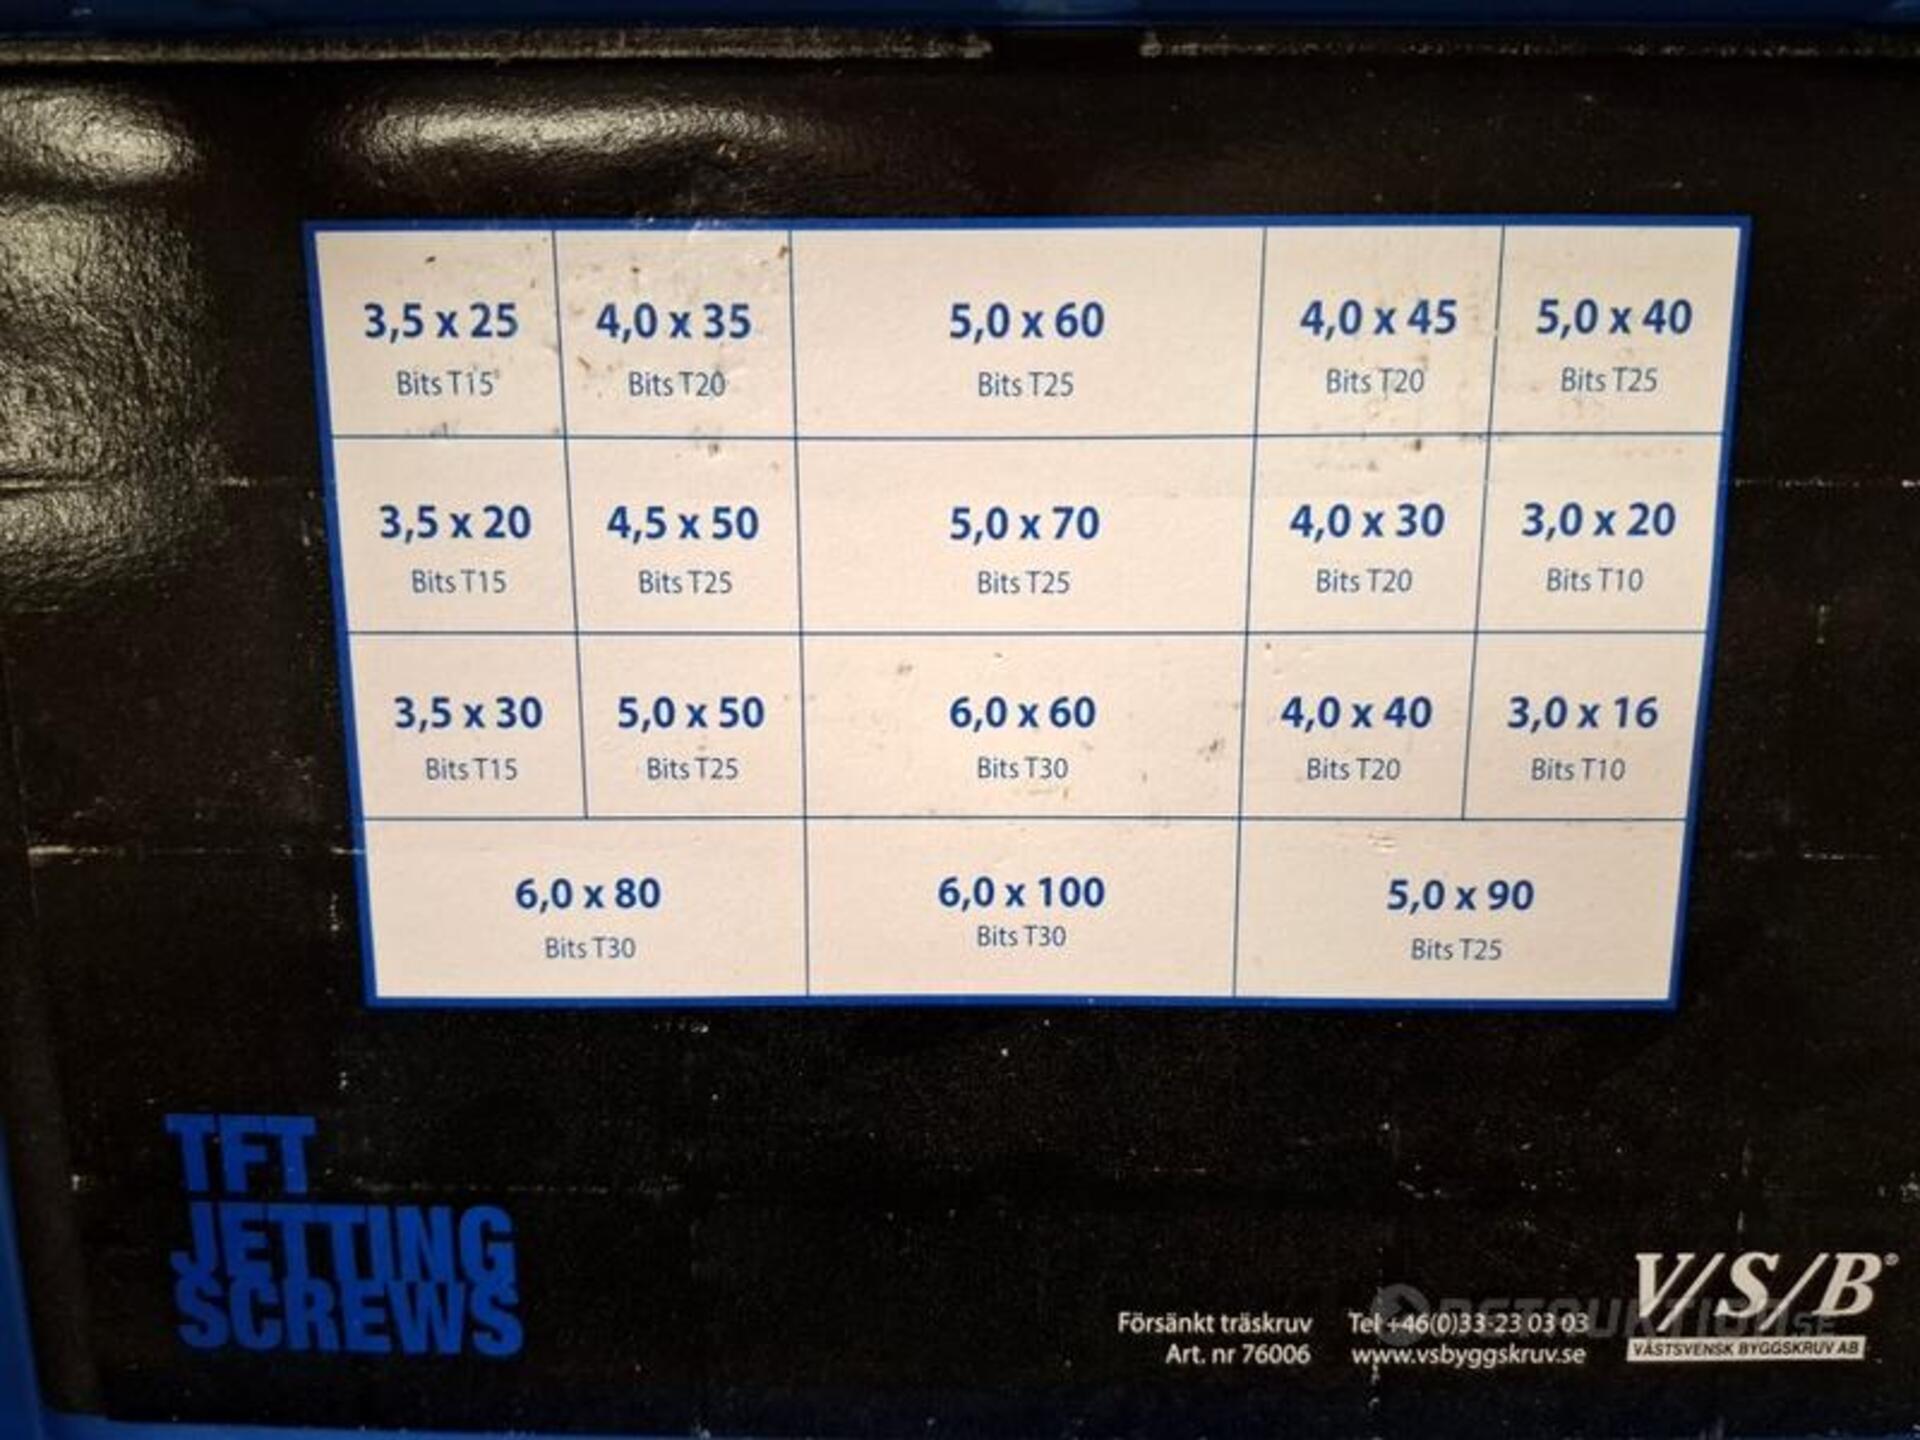 3,5 x 25
Bits T15
4,0 x 35
Bits T20
5,0 x 60
Bits T25
4,0 x 45
Bits T20
5,0 x 40
Bits T25
3,5 x 20
Bits T15
4,5 x 50
Bits T25
5,0 x 70
Bits T25
4,0 x 30
Bits T20
3,0 x 20
Bits T10
3,5 x 30
Bits T15
5,0 x 50
Bits T25
6,0 x 60
Bits T30
4,0 x 40
Bits T20
3,0 x 16
Bits T10
6,0 x 80
Bits T30
6,0 x 100
Bits T30
5,0 x 90
Bits T25
TFT
JETTING
SCREWS
Försänkt träskruv
Art. nr 76006
Tel +46(0)33-23 03 03
www.vsbyggskruv.se
V/S/B®
VÄSTSVENSK BYGGSKRUV AB